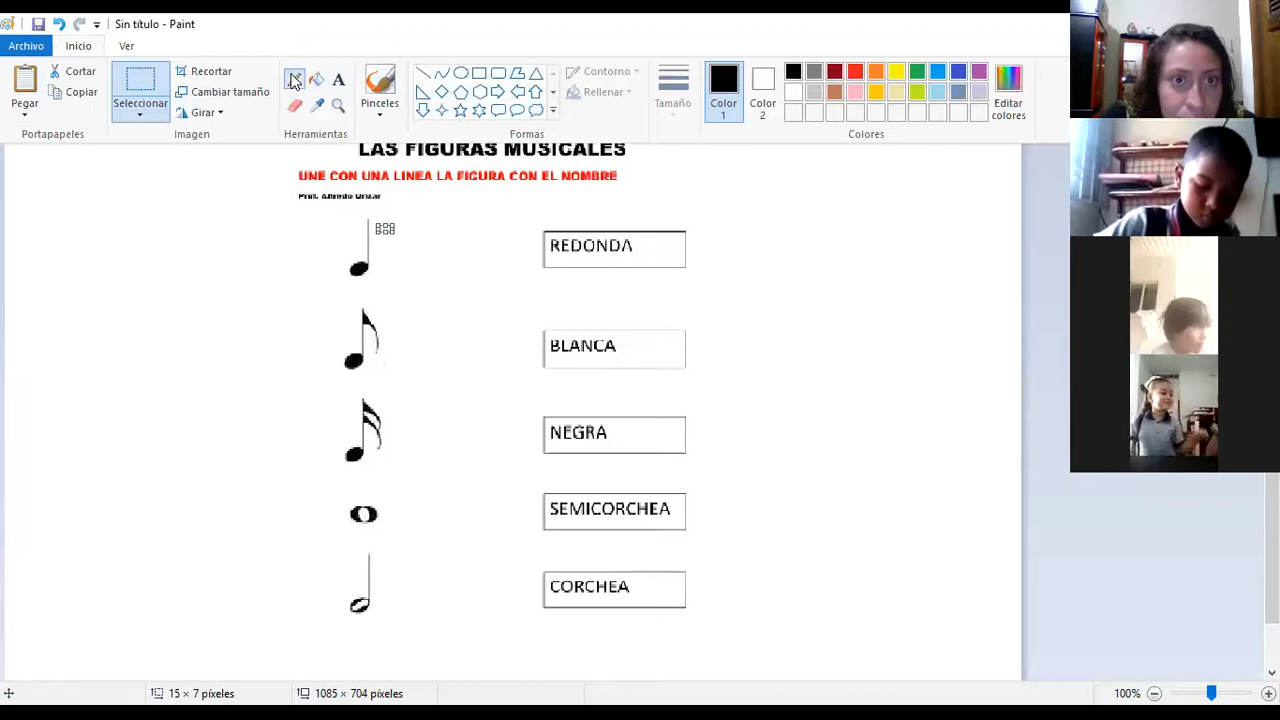 Sin título - Paint
Archivo
Inicio
Ver
Pegar
Cortar
Copiar
Portapapeles
Seleccionar
Recortar
Cambiar tamaño
Girar
Imagen
A
Herramientas
Pinceles
Contorno
Rellenar
Formas
Tamaño
Color 1
Color 2
Editar colores
Colores
LAS FIGURAS MUSICALES
UNE CON UNA LINEA LA FIGURA CON EL NOMBRE
Prof. Alfredo
REDONDA
BLANCA
NEGRA
SEMICORCHEA
CORCHEA
15 × 7 píxeles
1085 × 704 píxeles
100%